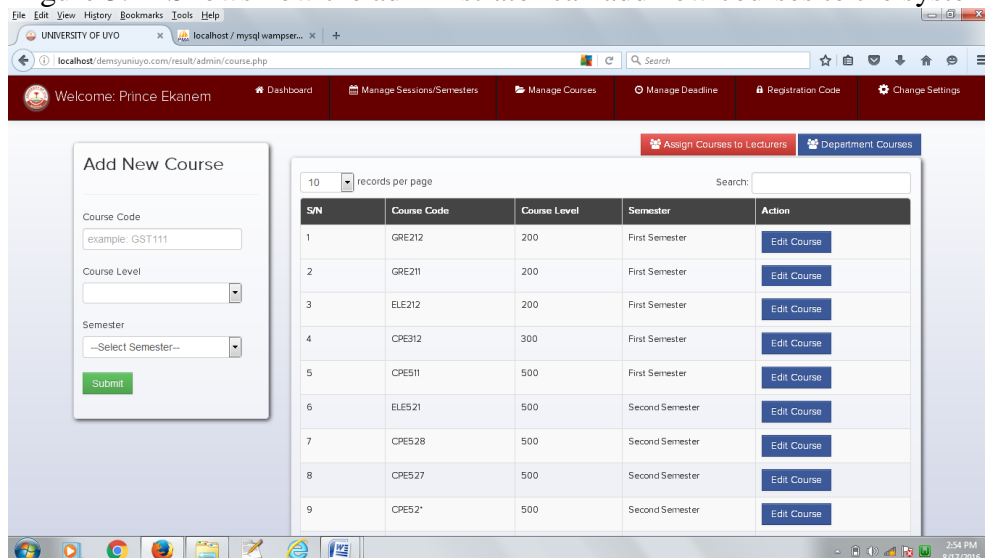 File Edit View History Bookmarks Tools Help
UNIVERSITY OF UYO × localhost / mysql wampser... × +
localhost/demsyuniuyo.com/result/admin/course.php Search
Welcome: Prince Ekanem Dashboard Manage Sessions/Semesters Manage Courses Manage Deadline Registration Code Change Settings
Assign Courses to Lecturers Department Courses
Add New Course
Course Code
example: GST111
Course Level
Semester
--Select Semester--
Submit
10 records per page Search:
S/N Course Code Course Level Semester Action
1 GRE212 200 First Semester Edit Course
2 GRE211 200 First Semester Edit Course
3 ELE212 200 First Semester Edit Course
4 CPE312 300 First Semester Edit Course
5 CPE511 500 First Semester Edit Course
6 ELE521 500 Second Semester Edit Course
7 CPE528 500 Second Semester Edit Course
8 CPE527 500 Second Semester Edit Course
9 CPE52* 500 Second Semester Edit Course
2:54 PM
8/17/2016